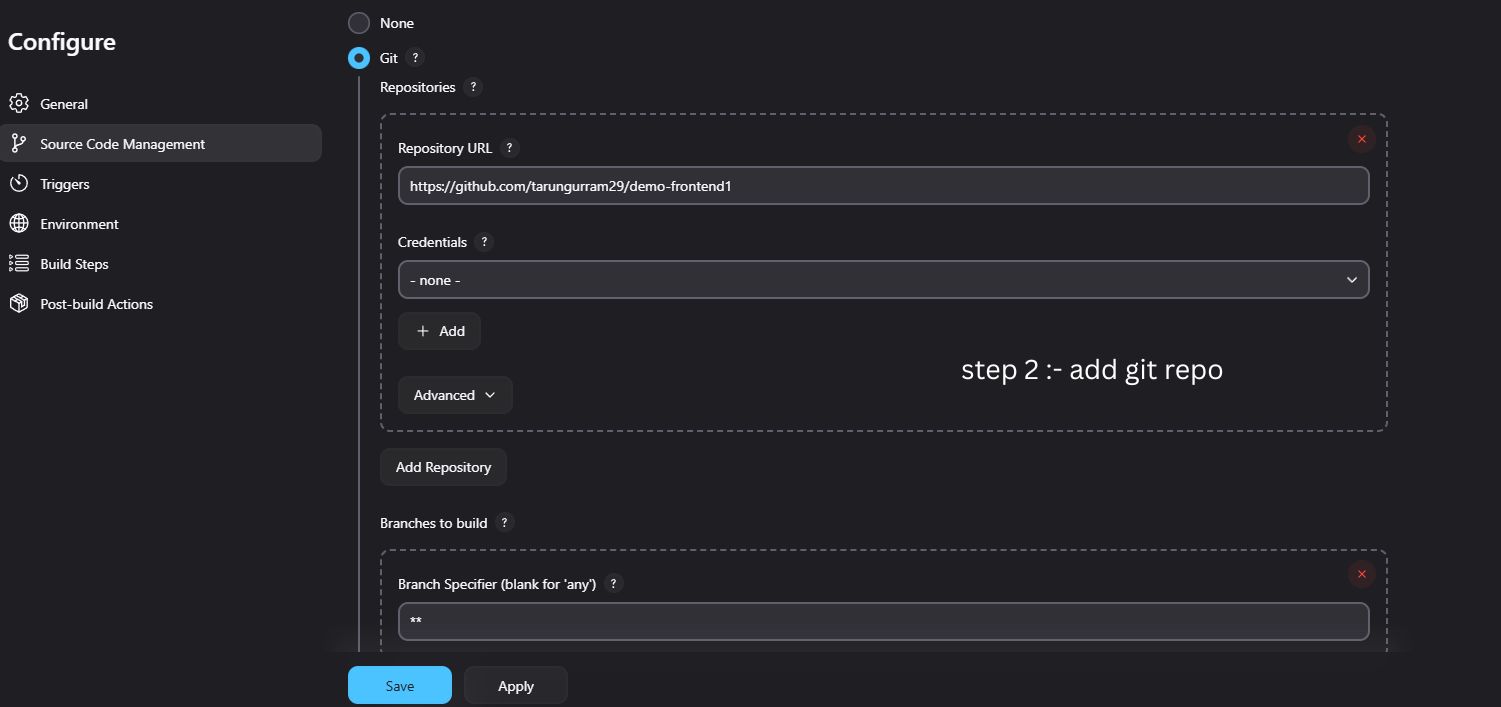 Configure
General
Source Code Management
Triggers
Environment
Build Steps
Post-build Actions
None
Git ?
Repositories ?
Repository URL ?
https://github.com/tarungurram29/demo-frontend1
Credentials ?
- none -
+ Add
Advanced
step 2 :- add git repo
Add Repository
Branches to build ?
Branch Specifier (blank for 'any') ?
**
Save
Apply